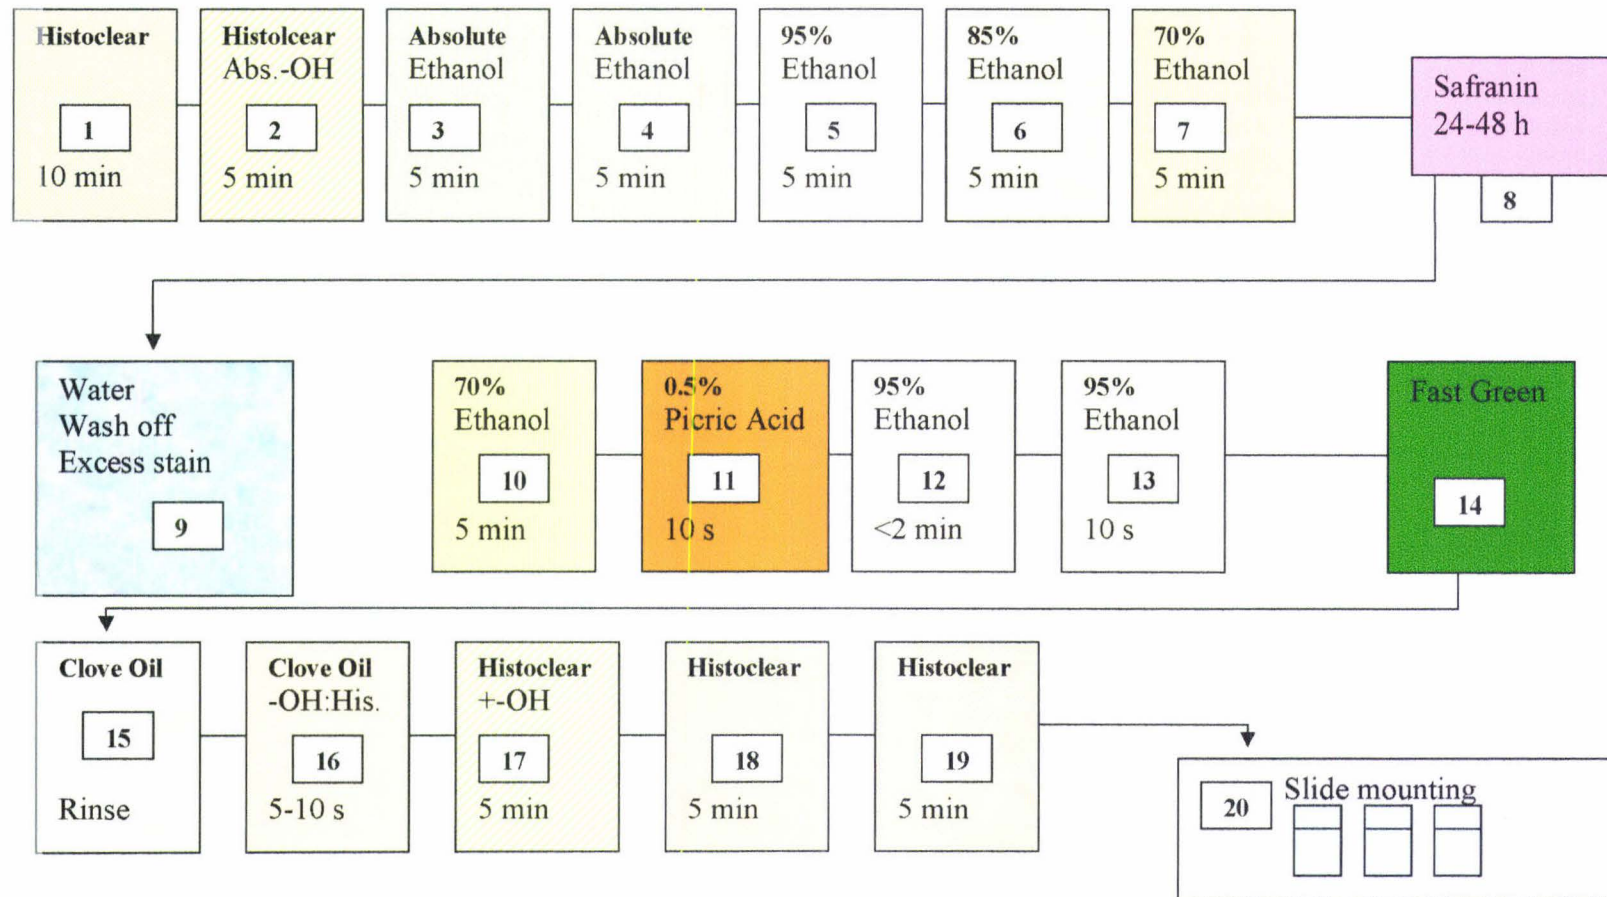 Histoclear
1
10 min
Histolcear
Abs.-OH
2
5 min
Absolute
Ethanol
3
5 min
Absolute
Ethanol
4
5 min
95%
Ethanol
5
5 min
85%
Ethanol
6
5 min
70%
Ethanol
7
5 min
Safranin
24-48 h
8
Water
Wash off
Excess stain
9
70%
Ethanol
10
5 min
0.5%
Picric Acid
11
10 s
95%
Ethanol
12
<2 min
95%
Ethanol
13
10 s
Fast Green
14
Clove Oil
15
Rinse
Clove Oil
-OH:His.
16
5-10 s
Histoclear
+-OH
17
5 min
Histoclear
18
5 min
Histoclear
19
5 min
20
Slide mounting